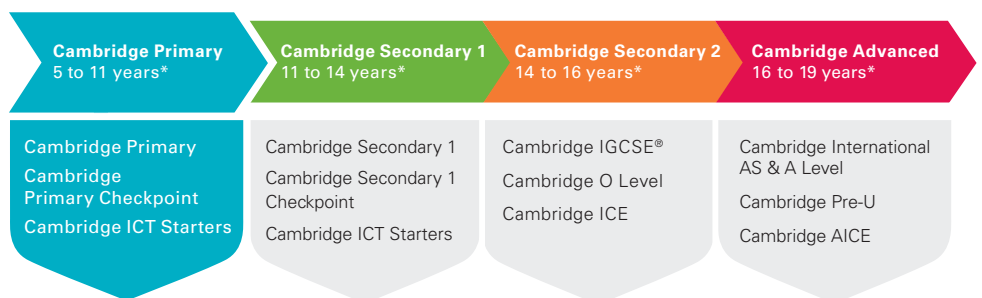 Cambridge Primary
5 to 11 years*
Cambridge Secondary 1
11 to 14 years*
Cambridge Secondary 2
14 to 16 years*
Cambridge Advanced
16 to 19 years*
Cambridge Primary
Cambridge
Primary Checkpoint
Cambridge ICT Starters
Cambridge Secondary 1
Cambridge Secondary 1
Checkpoint
Cambridge ICT Starters
Cambridge IGCSE®
Cambridge O Level
Cambridge ICE
Cambridge International
AS & A Level
Cambridge Pre-U
Cambridge AICE